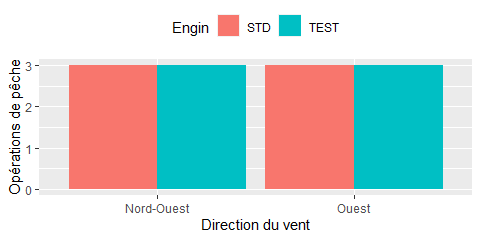 Engin STD TEST
Opérations de pêche
3
2
1
0
Nord-Ouest Ouest
Direction du vent